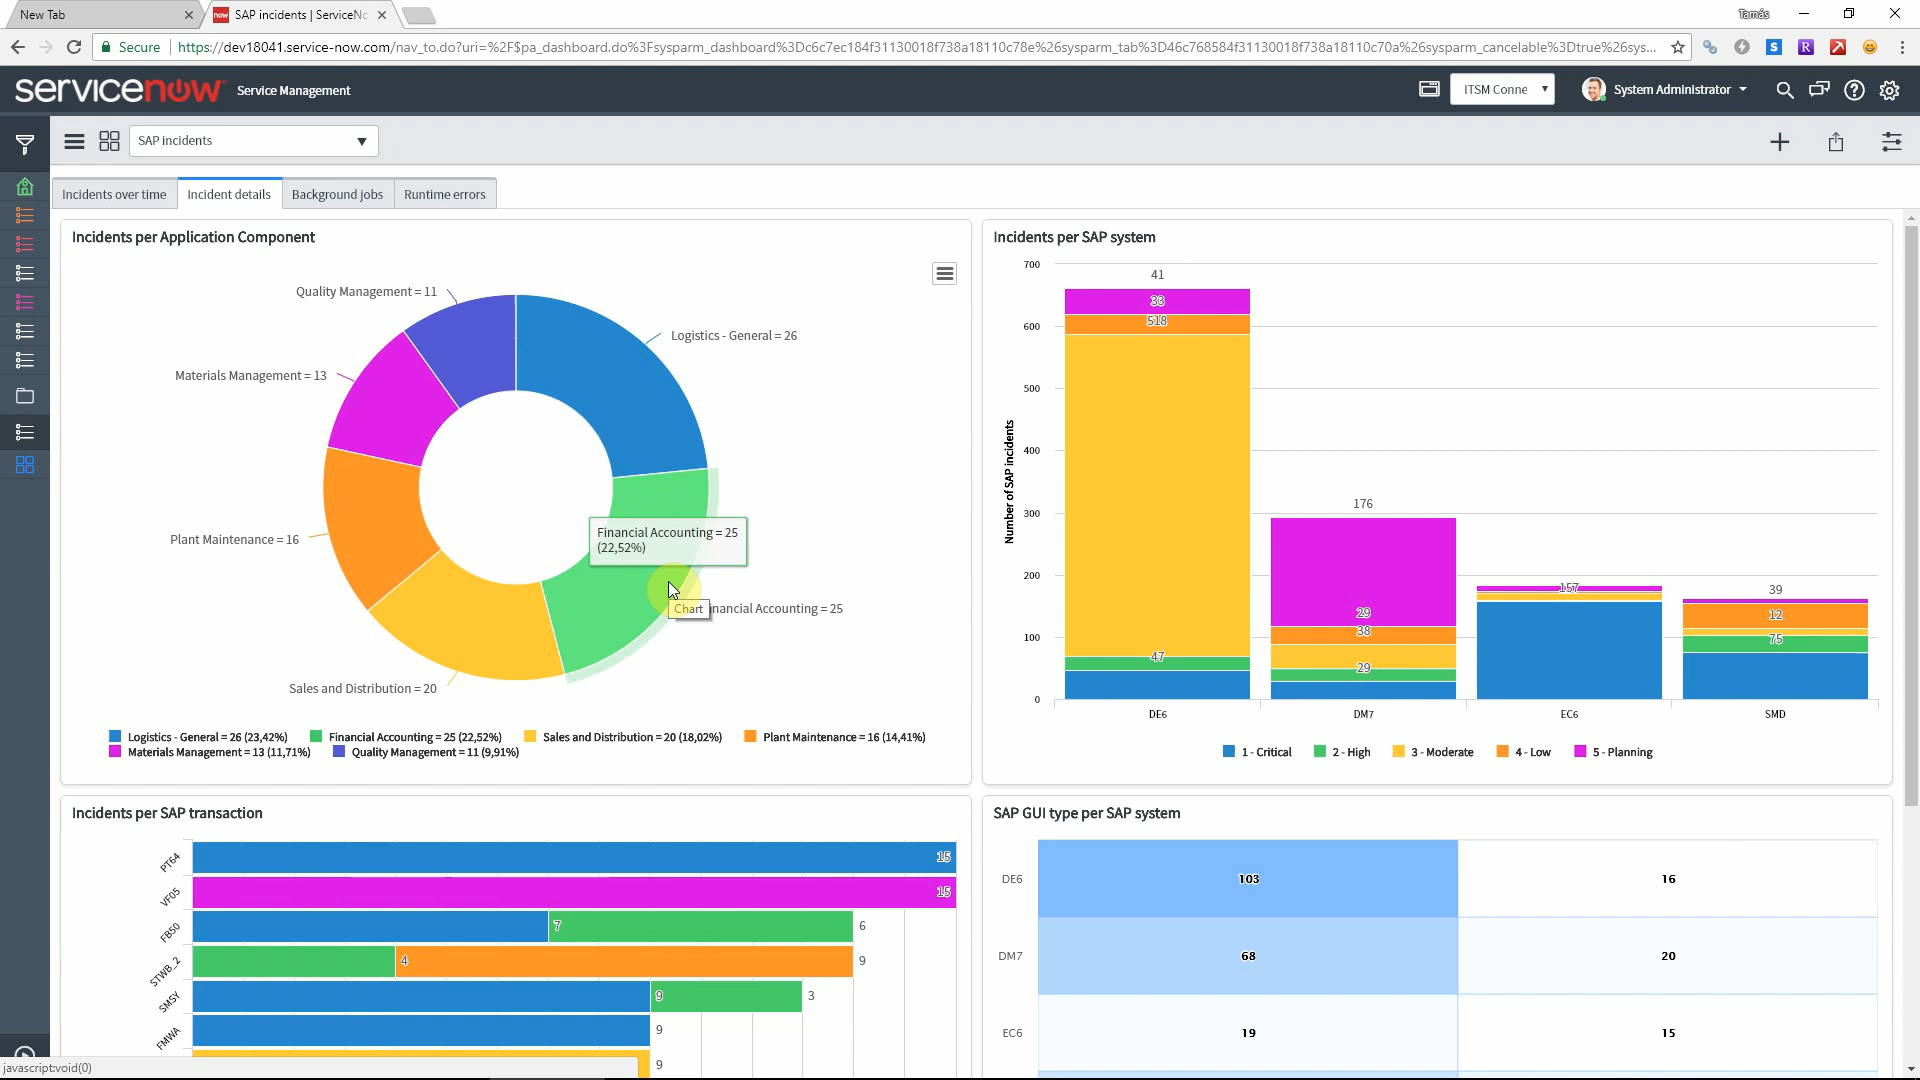 New Tab
SAP incidents | ServiceNo
Tamás
Secure
https://dev18041.service-now.com/nav_to.do?uri=%2F$pa_dashboard.do%3Fsysparm_dashboard%3Dc6c7ec184f31130018f738a18110c78e%26sysparm_tab%3D46c768584f31130018f738a18110c70a%26sysparm_cancelable%3Dtrue%26sys...
servicenow
Service Management
ITSM Conne
System Administrator
SAP incidents
Incidents over time
Incident details
Background jobs
Runtime errors
Incidents per Application Component
Quality Management = 11
Logistics - General = 26
Materials Management = 13
Plant Maintenance = 16
Financial Accounting = 25
(22,52%)
Chart
inancial Accounting = 25
Sales and Distribution = 20
Logistics - General = 26 (23,42%)
Financial Accounting = 25 (22,52%)
Sales and Distribution = 20 (18,02%)
Plant Maintenance = 16 (14,41%)
Materials Management = 13 (11,71%)
Quality Management = 11 (9,91%)
Incidents per SAP system
Number of SAP incidents
700
600
500
400
300
200
100
0
41
33
518
47
176
29
38
29
157
39
12
75
DE6
DM7
EC6
SMD
1 - Critical
2 - High
3 - Moderate
4 - Low
5 - Planning
Incidents per SAP transaction
PT64
15
VF05
15
FB50
7
6
STWB_2
4
9
SMSY
9
3
FMWA
9
9
SAP GUI type per SAP system
DE6
103
16
DM7
68
20
EC6
19
15
javascript:void(0)